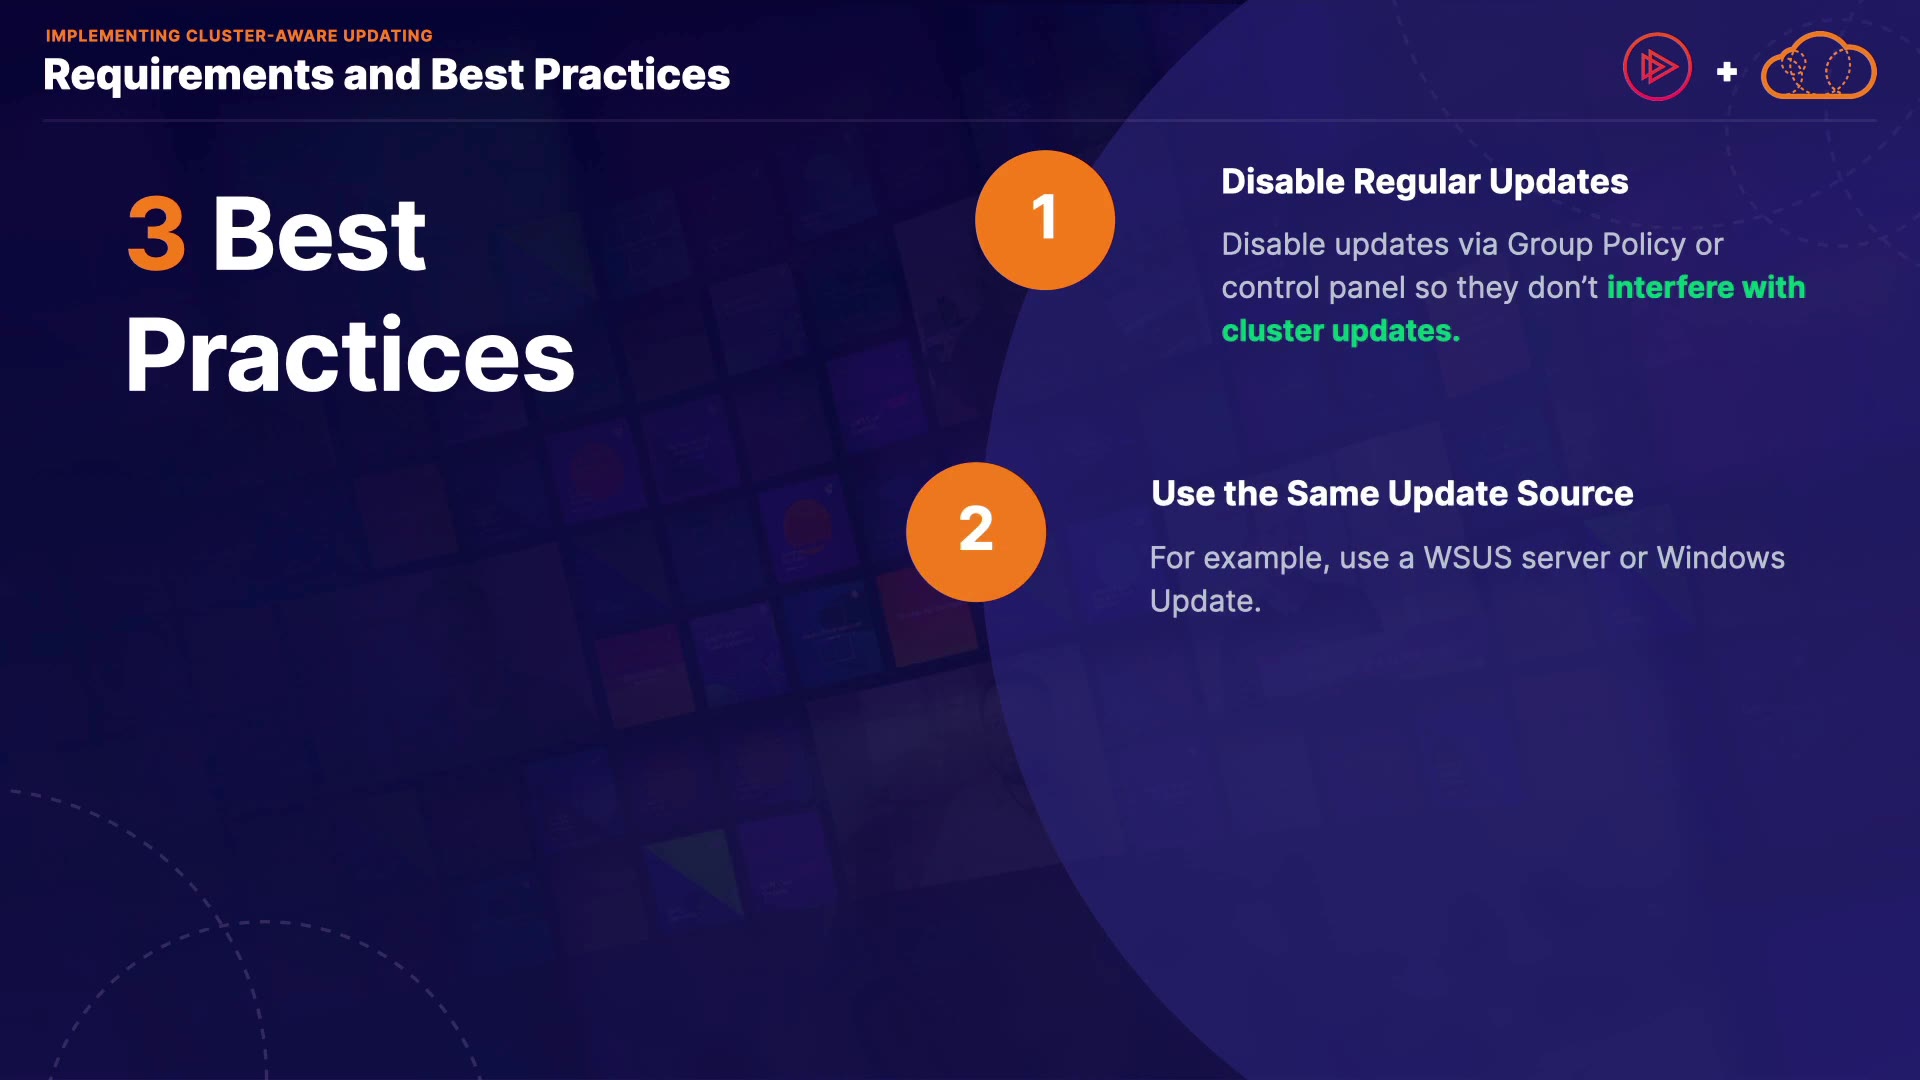 IMPLEMENTING CLUSTER-AWARE UPDATING
Requirements and Best Practices
3 Best
Practices
1
Disable Regular Updates
Disable updates via Group Policy or
control panel so they don’t interfere with
cluster updates.
2
Use the Same Update Source
For example, use a WSUS server or Windows
Update.